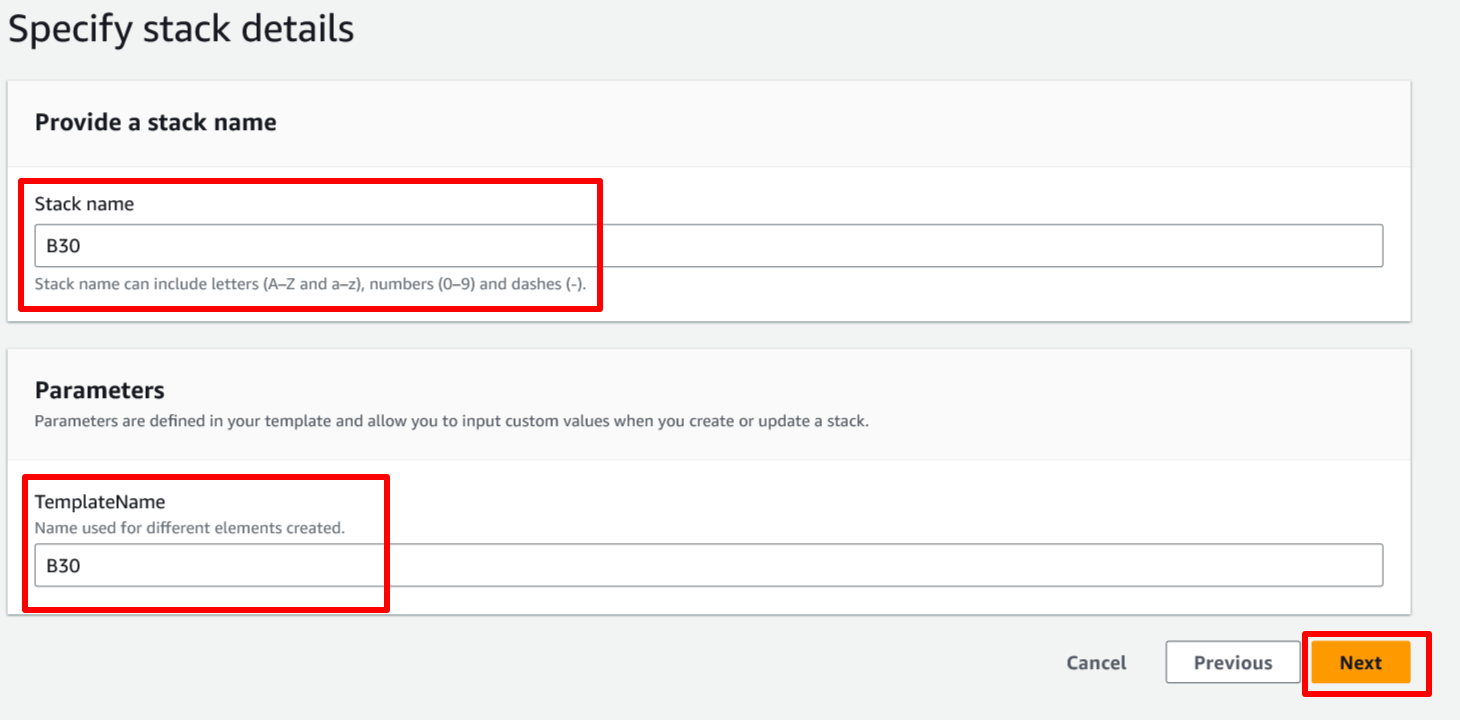 Specify stack details
Provide a stack name
Stack name
B30
Stack name can include letters (A–Z and a–z), numbers (0–9) and dashes (-).
Parameters
Parameters are defined in your template and allow you to input custom values when you create or update a stack.
TemplateName
Name used for different elements created.
B30
Cancel Previous Next